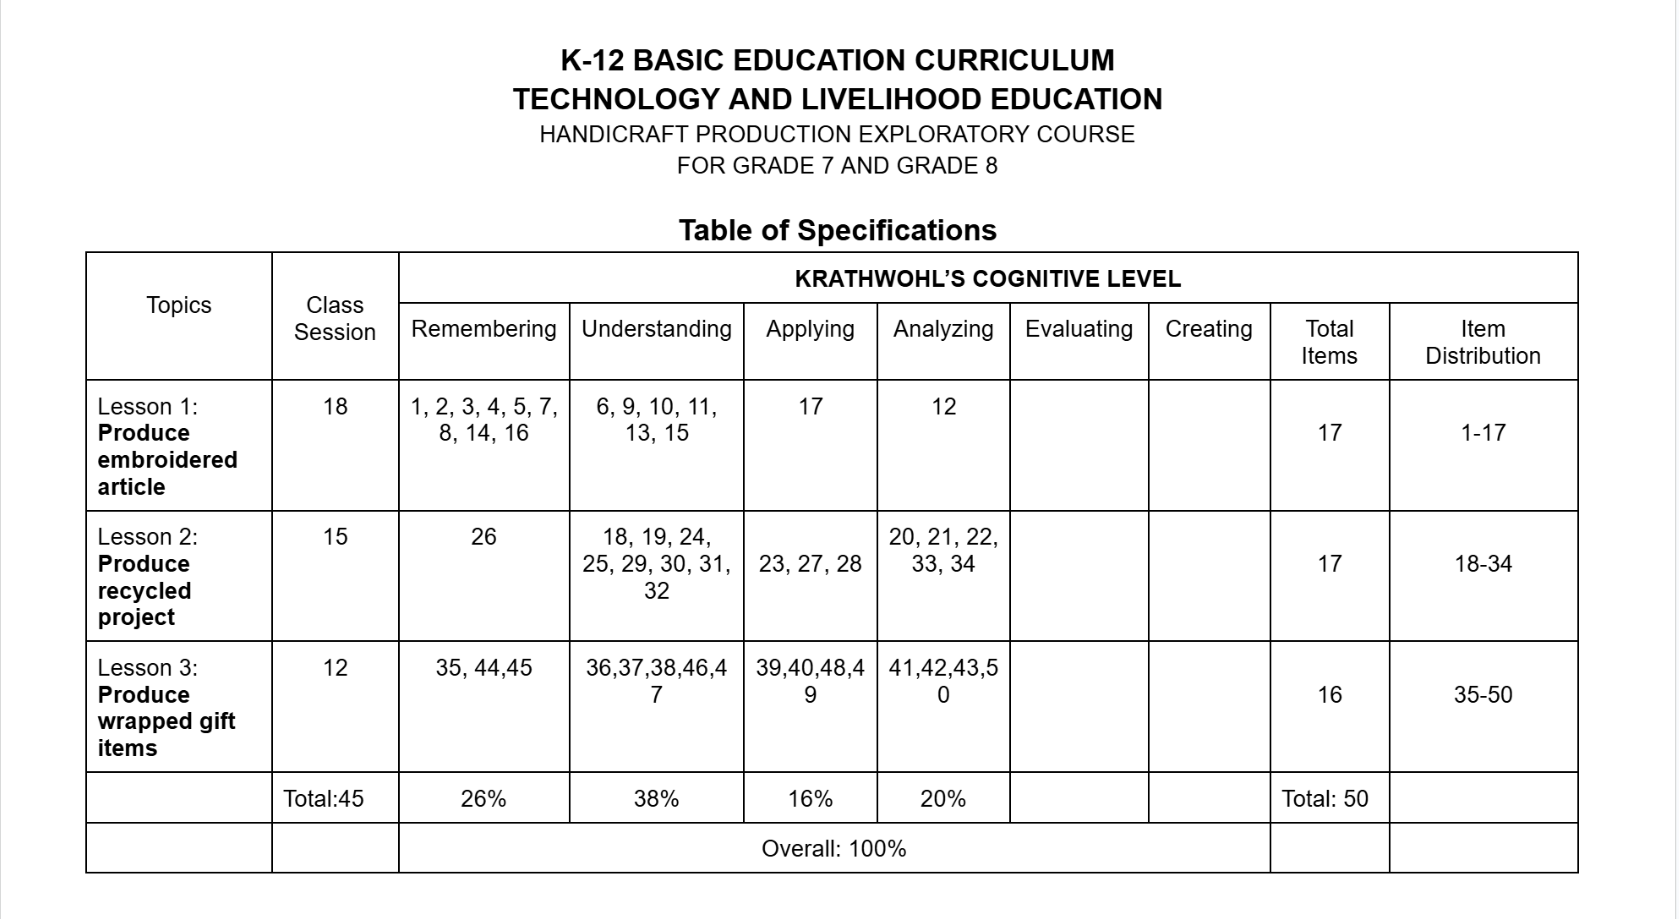 K-12 BASIC EDUCATION CURRICULUM
TECHNOLOGY AND LIVELIHOOD EDUCATION
HANDICRAFT PRODUCTION EXPLORATORY COURSE
FOR GRADE 7 AND GRADE 8
Table of Specifications
Topics
Class
Session
KRATHWOHL’S COGNITIVE LEVEL
Remembering
Understanding
Applying
Analyzing
Evaluating
Creating
Total
Items
Item
Distribution
Lesson 1:
Produce
embroidered
article
18
1, 2, 3, 4, 5, 7,
8, 14, 16
6, 9, 10, 11,
13, 15
17
12
17
1-17
Lesson 2:
Produce
recycled
project
15
26
18, 19, 24,
25, 29, 30, 31,
32
23, 27, 28
20, 21, 22,
33, 34
17
18-34
Lesson 3:
Produce
wrapped gift
items
12
35, 44,45
36,37,38,46,4
7
39,40,48,4
9
41,42,43,5
0
16
35-50
Total:45
26%
38%
16%
20%
Total: 50
Overall: 100%